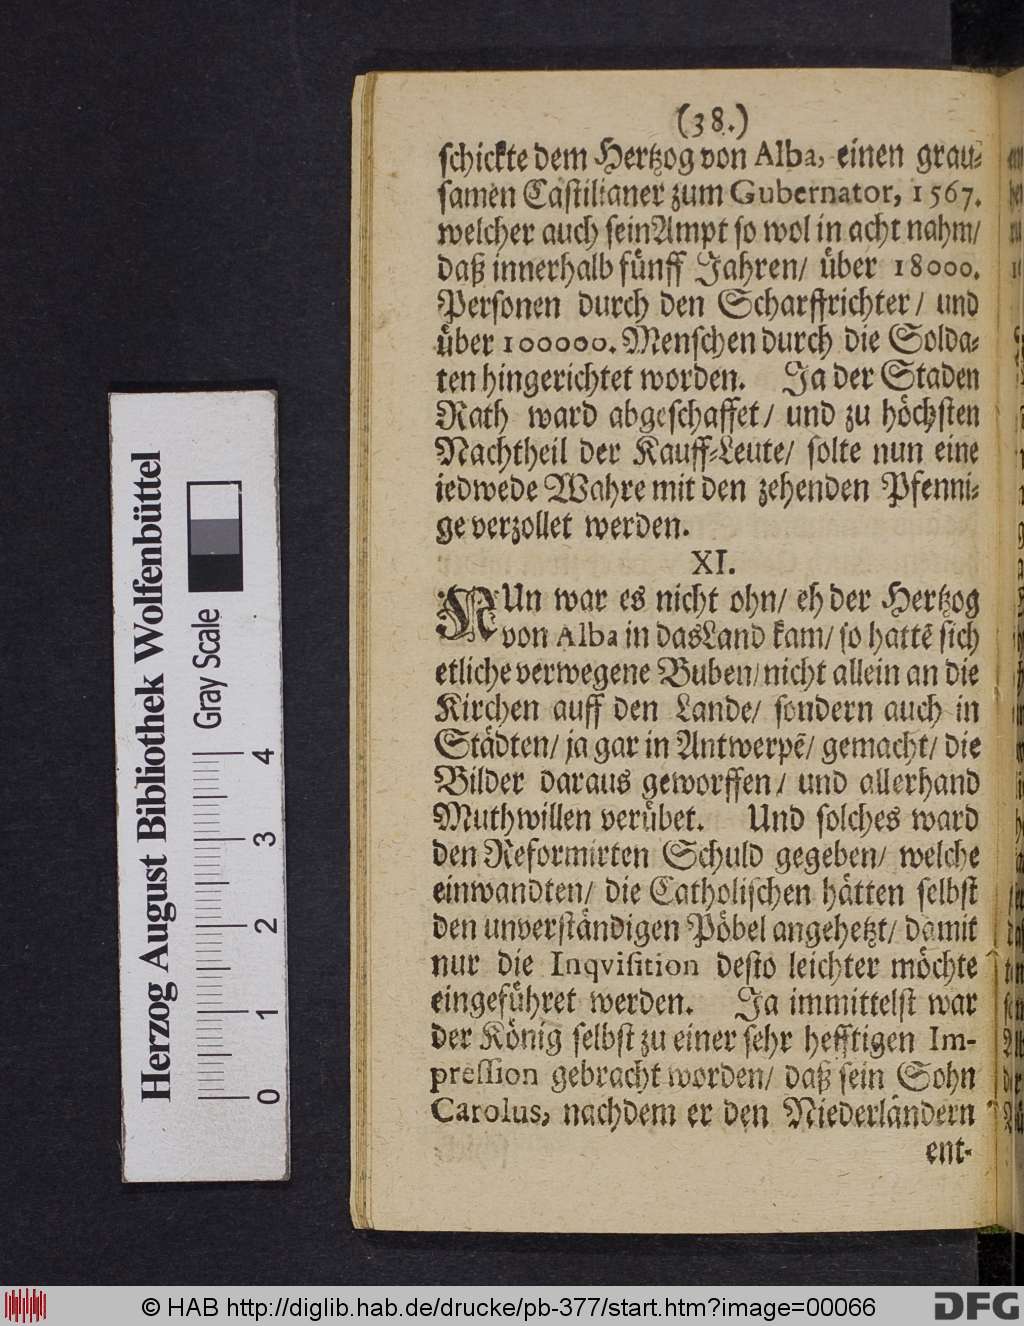 (38.)
schickte dem Hertzog von Alba, einen grau-
samen Castilianer zum Gubernator, 1567.
welcher auch sein Ampt so wol in acht nahm/
daß innerhalb fünff Jahren/ über 18000.
Personen durch den Scharffrichter/ und
über 100000. Menschen durch die Solda-
ten hingerichtet worden. Ja der Staden
Rath ward abgeschaffet/ und zu höchsten
Nachtheil der Kauff-Leute/ solte nun eine
iedwede Wahre mit den zehenden Pfenni-
ge verzollet werden.
XI.
NUn war es nicht ohn/ eh der Hertzog
von Alba in das Land kam/ so hattẽ sich
etliche verwegene Buben/ nicht allein an die
Kirchen auff den Lande/ sondern auch in
Städten/ ja gar in Antwerpẽ/ gemacht/ die
Bilder daraus geworffen/ und allerhand
Muthwillen verübet. Und solches ward
den Reformirten Schuld gegeben/ welche
einwandten/ die Catholischen hätten selbst
den unverständigen Pöbel angehetzt/ damit
nur die Inqvisition desto leichter möchte
eingeführet werden. Ja immittelst war
der König selbst zu einer sehr hefftigen Im-
pression gebracht worden/ daß sein Sohn
Carolus, nachdem er den Niederländern
ent-
Herzog August Bibliothek Wolfenbüttel
Gray Scale
0 1 2 3 4
© HAB http://diglib.hab.de/drucke/pb-377/start.htm?image=00066
DFG